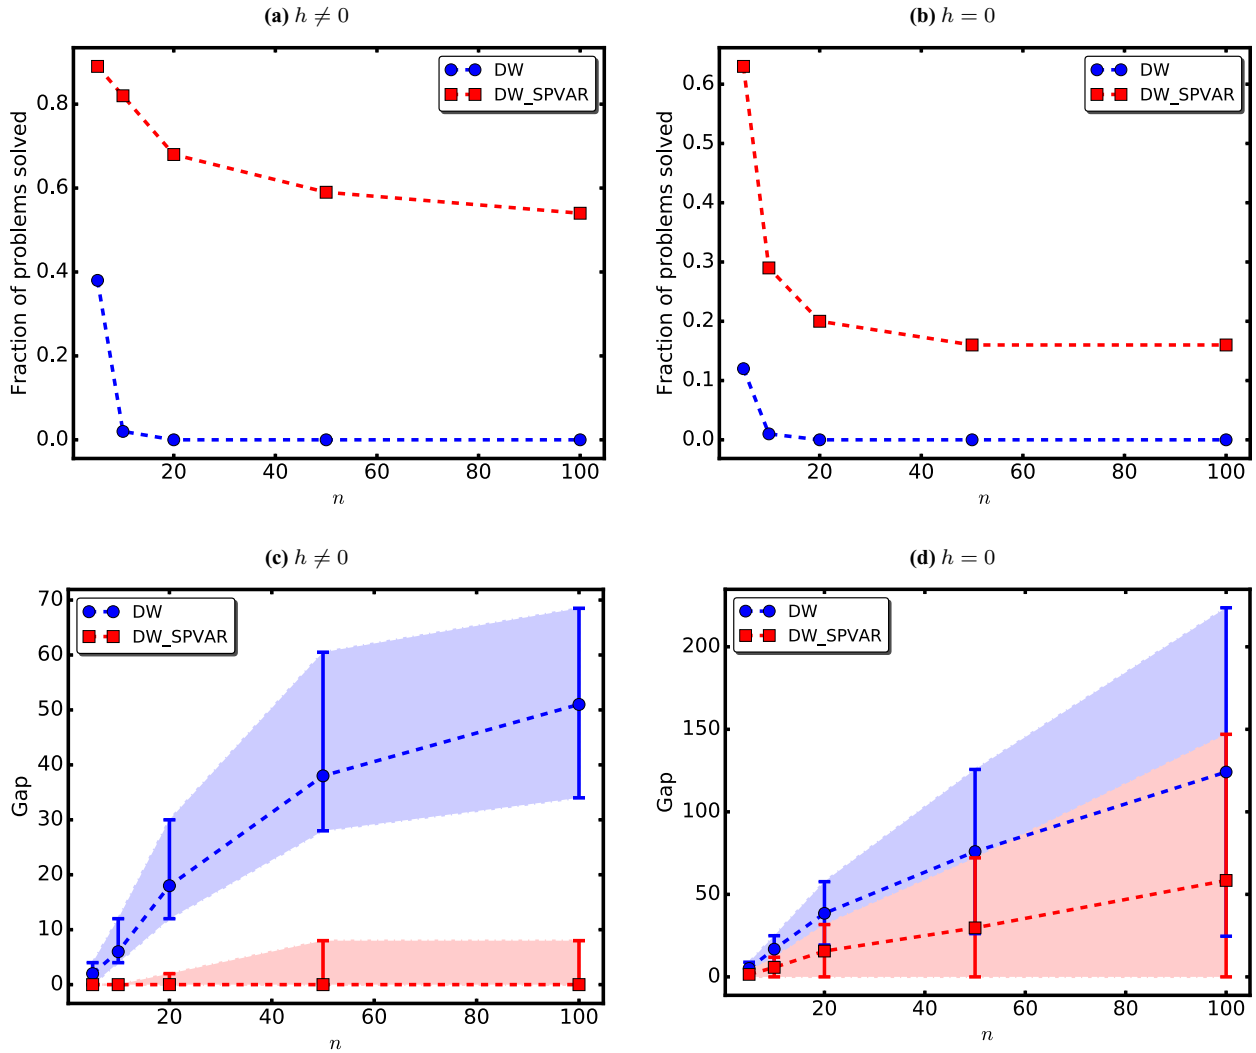 (a) h ≠ 0
DW
DW_SPVAR
Fraction of problems solved
0.8
0.6
0.4
0.2
0.0
20 40 60 80 100
n
(b) h = 0
DW
DW_SPVAR
Fraction of problems solved
0.6
0.5
0.4
0.3
0.2
0.1
0.0
20 40 60 80 100
n
(c) h ≠ 0
DW
DW_SPVAR
Gap
70
60
50
40
30
20
10
0
20 40 60 80 100
n
(d) h = 0
DW
DW_SPVAR
Gap
200
150
100
50
0
20 40 60 80 100
n